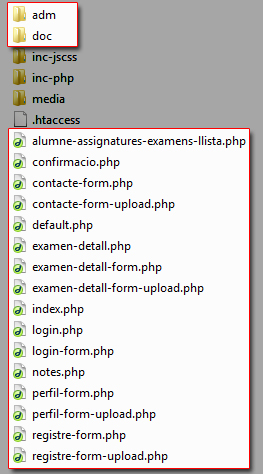 adm
doc
inc-jscss
inc-php
media
.htaccess
alumne-assignatures-examens-llista.php
confirmacio.php
contacte-form.php
contacte-form-upload.php
default.php
examen-detall.php
examen-detall-form.php
examen-detall-form-upload.php
index.php
login.php
login-form.php
notes.php
perfil-form.php
perfil-form-upload.php
registre-form.php
registre-form-upload.php